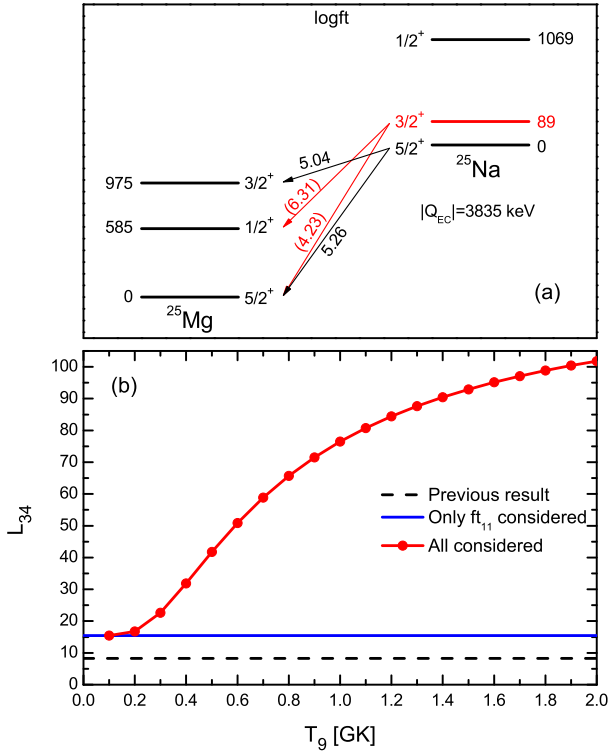 logft
1/2⁺ 1069
3/2⁺ 89
5/2⁺ 0
²⁵Na
5.04
975 3/2⁺
(6.31)
585 1/2⁺
(4.23)
5.26
|Q_EC|=3835 keV
0 5/2⁺
²⁵Mg
(a)
(b)
100
90
80
70
60
50
40
30
20
10
0
L₃₄
Previous result
Only ft₁₁ considered
All considered
0.0 0.2 0.4 0.6 0.8 1.0 1.2 1.4 1.6 1.8 2.0
T₉ [GK]